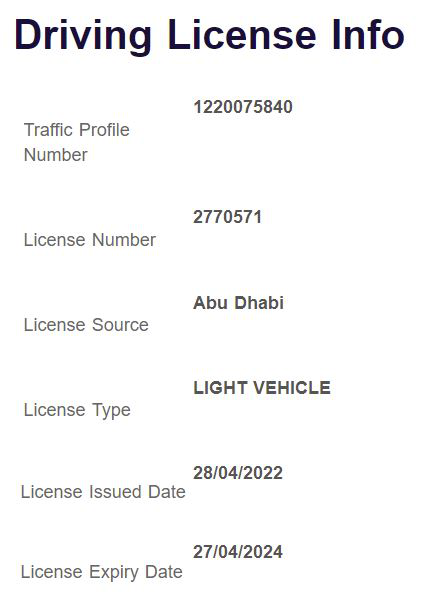 Driving License Info
1220075840
Traffic Profile
Number
2770571
License Number
Abu Dhabi
License Source
LIGHT VEHICLE
License Type
28/04/2022
License Issued Date
27/04/2024
License Expiry Date